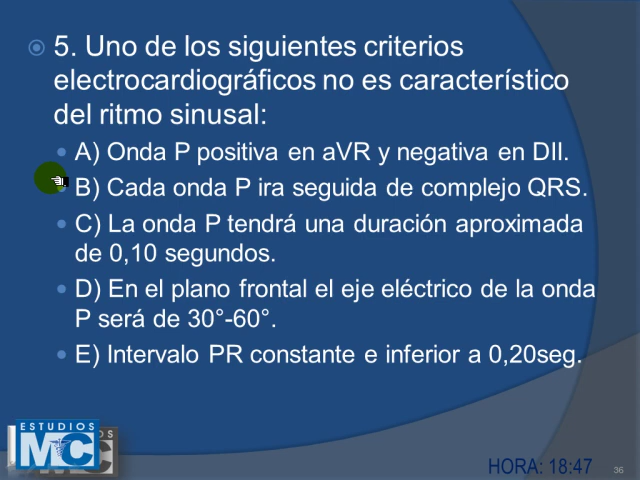 5. Uno de los siguientes criterios
electrocardiográficos no es característico
del ritmo sinusal:
A) Onda P positiva en aVR y negativa en DII.
B) Cada onda P ira seguida de complejo QRS.
C) La onda P tendrá una duración aproximada
de 0,10 segundos.
D) En el plano frontal el eje eléctrico de la onda
P será de 30°-60°.
E) Intervalo PR constante e inferior a 0,20seg.
ESTUDIOS
MC
HORA: 18:47
36